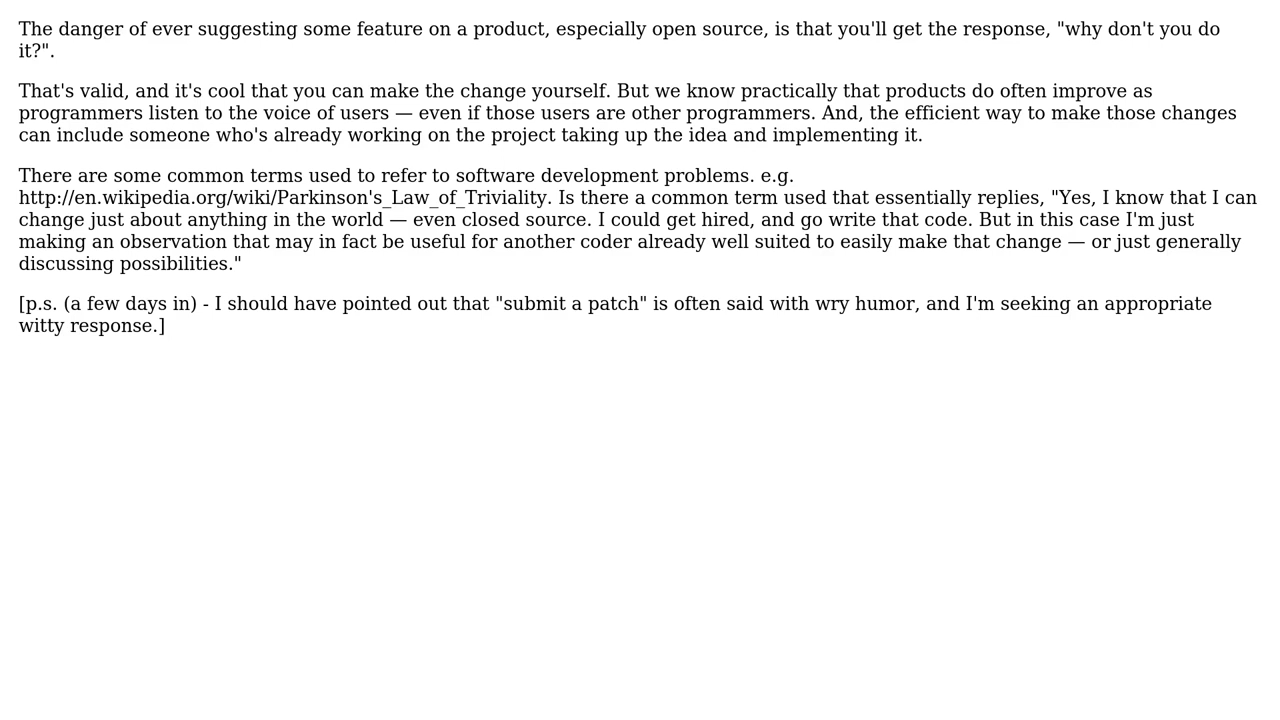 The danger of ever suggesting some feature on a product, especially open source, is that you'll get the response, "why don't you do
it?".
That's valid, and it's cool that you can make the change yourself. But we know practically that products do often improve as
programmers listen to the voice of users — even if those users are other programmers. And, the efficient way to make those changes
can include someone who's already working on the project taking up the idea and implementing it.
There are some common terms used to refer to software development problems. e.g.
http://en.wikipedia.org/wiki/Parkinson's_Law_of_Triviality. Is there a common term used that essentially replies, "Yes, I know that I can
change just about anything in the world — even closed source. I could get hired, and go write that code. But in this case I'm just
making an observation that may in fact be useful for another coder already well suited to easily make that change — or just generally
discussing possibilities."
[p.s. (a few days in) - I should have pointed out that "submit a patch" is often said with wry humor, and I'm seeking an appropriate
witty response.]